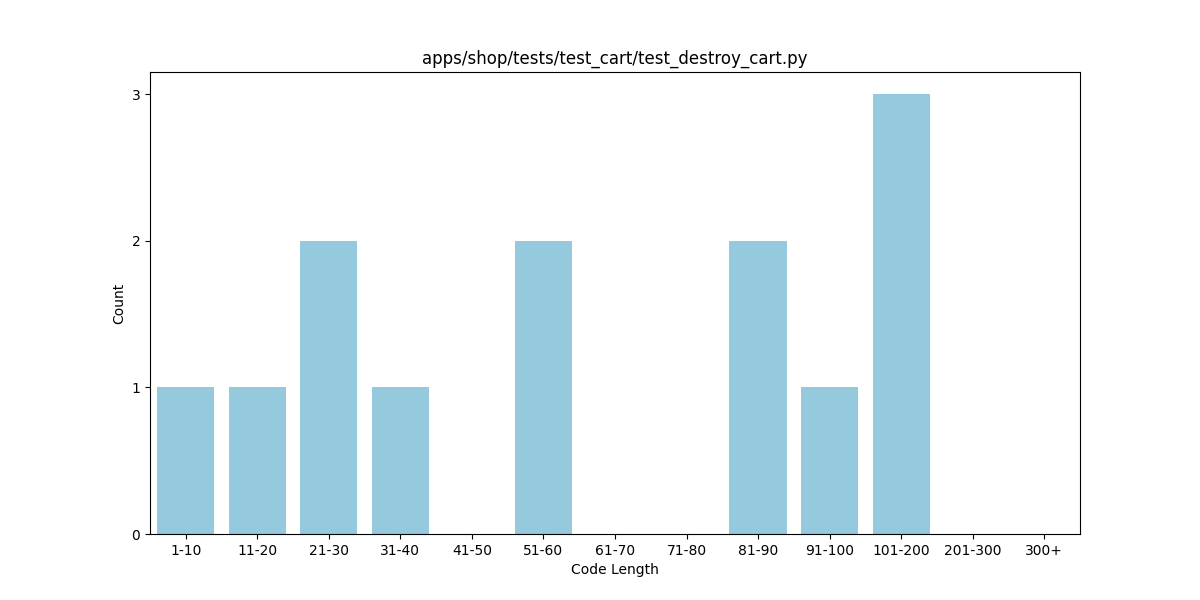 apps/shop/tests/test_cart/test_destroy_cart.py
3
2
1
0
Count
1-10 11-20 21-30 31-40 41-50 51-60 61-70 71-80 81-90 91-100 101-200 201-300 300+
Code Length